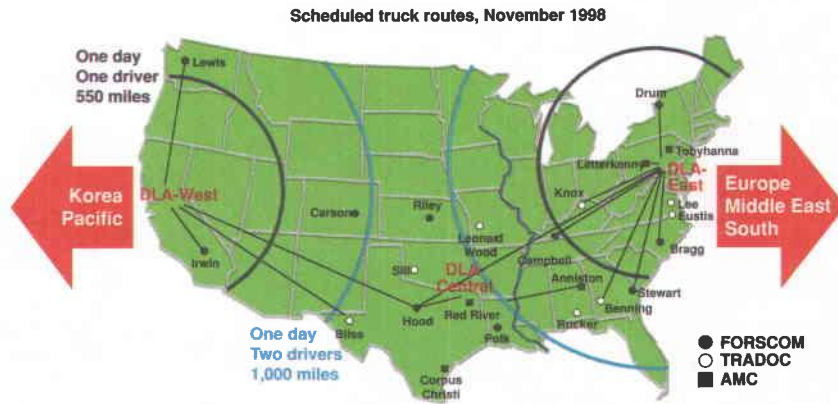 Scheduled truck routes, November 1998
One day
One driver
550 miles
Lewis
Drum
Tobyhanna
Letterkenny
DLA-
East
Korea
Pacific
DLA-West
Europe
Middle East
South
Knox
Lee
Eustis
Carson
Riley
Leonard
Wood
Campbell
Bragg
Irwin
Sill
DLA
Central
Anniston
Stewart
Benning
Hood
Red River
Rucker
Bliss
Polk
One day
Two drivers
1,000 miles
Corpus
Christi
FORSCOM
TRADOC
AMC